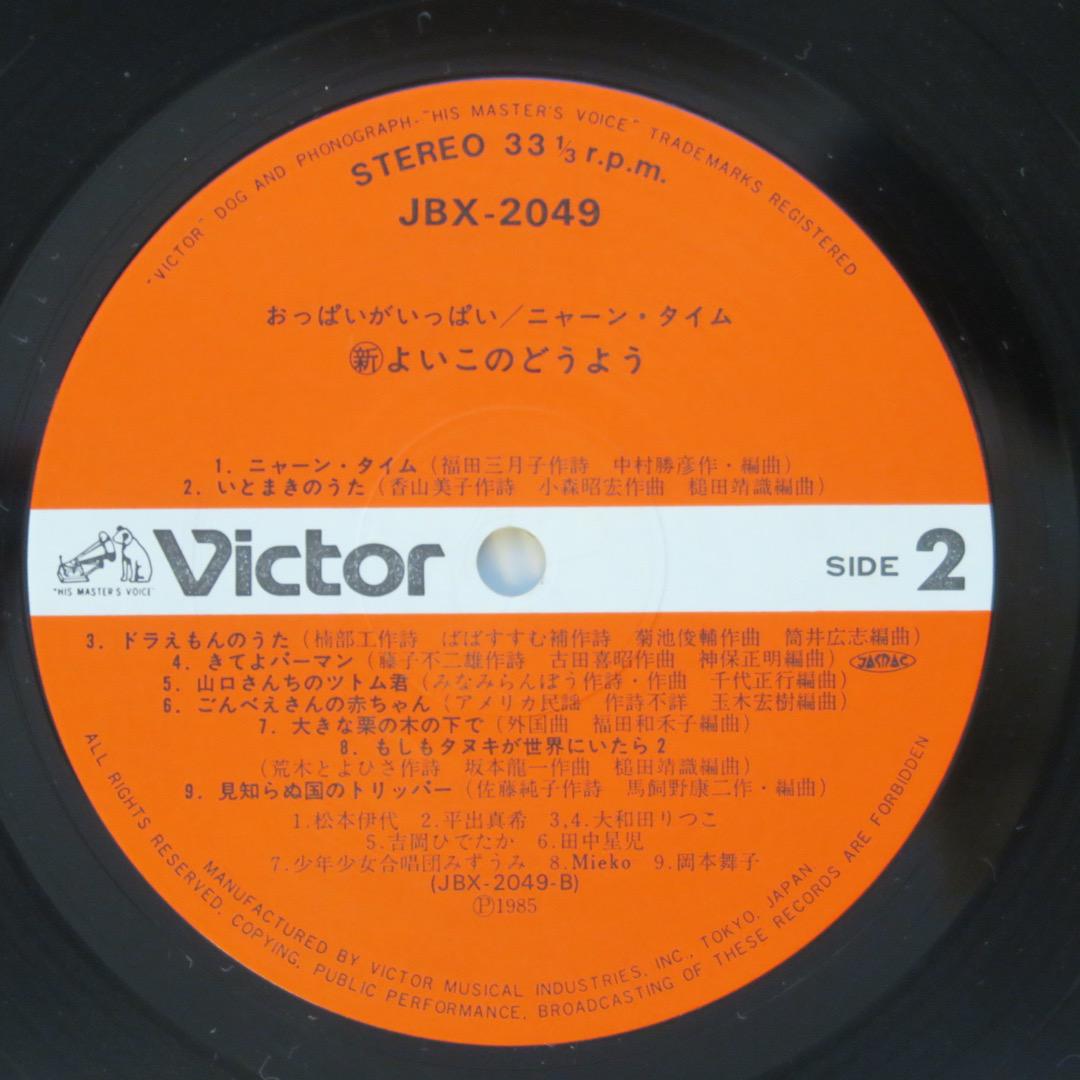 "VICTOR" DOG AND PHONOGRAPH-"HIS MASTER'S VOICE" TRADEMARKS REGISTERED
STEREO 33 1/3 r.p.m.
JBX-2049
おっぱいがいっぱい/ニャーン・タイム
㊟新よいこのどうよう
1. ニャーン・タイム(福田三月子作詩 中村勝彦作・編曲)
2. いとまきのうた(香山美子作詩 小森昭宏作曲 槌田靖識編曲)
"HIS MASTER'S VOICE"
Victor
SIDE 2
3. ドラえもんのうた(楠部工作詩 ばばすすむ補作詩 菊池俊輔作曲 筒井広志編曲)
4. きてよパーマン(藤子不二雄作詩 古田喜昭作曲 神保正明編曲) JASRAC
5. 山口さんちのツトム君(みなみらんぼう作詩・作曲 千代正行編曲)
6. ごんべえさんの赤ちゃん(アメリカ民謡 作詩不詳 玉木宏樹編曲)
7. 大きな栗の木の下で(外国曲 福田和禾子編曲)
8. もしもタヌキが世界にいたら2
(荒木とよひさ作詩 坂本龍一作曲 槌田靖識編曲)
9. 見知らぬ国のトリッパー(佐藤純子作詩 馬飼野康二作・編曲)
1.松本伊代 2.平出真希 3,4.大和田りつこ
5.吉岡ひでたか 6.田中星児
7.少年少女合唱団みずうみ 8.Mieko 9.岡本舞子
(JBX-2049-B)
Ⓟ1985
MANUFACTURED BY VICTOR MUSICAL INDUSTRIES, INC., TOKYO, JAPAN
ALL RIGHTS RESERVED. COPYING, PUBLIC PERFORMANCE, BROADCASTING OF THESE RECORDS ARE FORBIDDEN